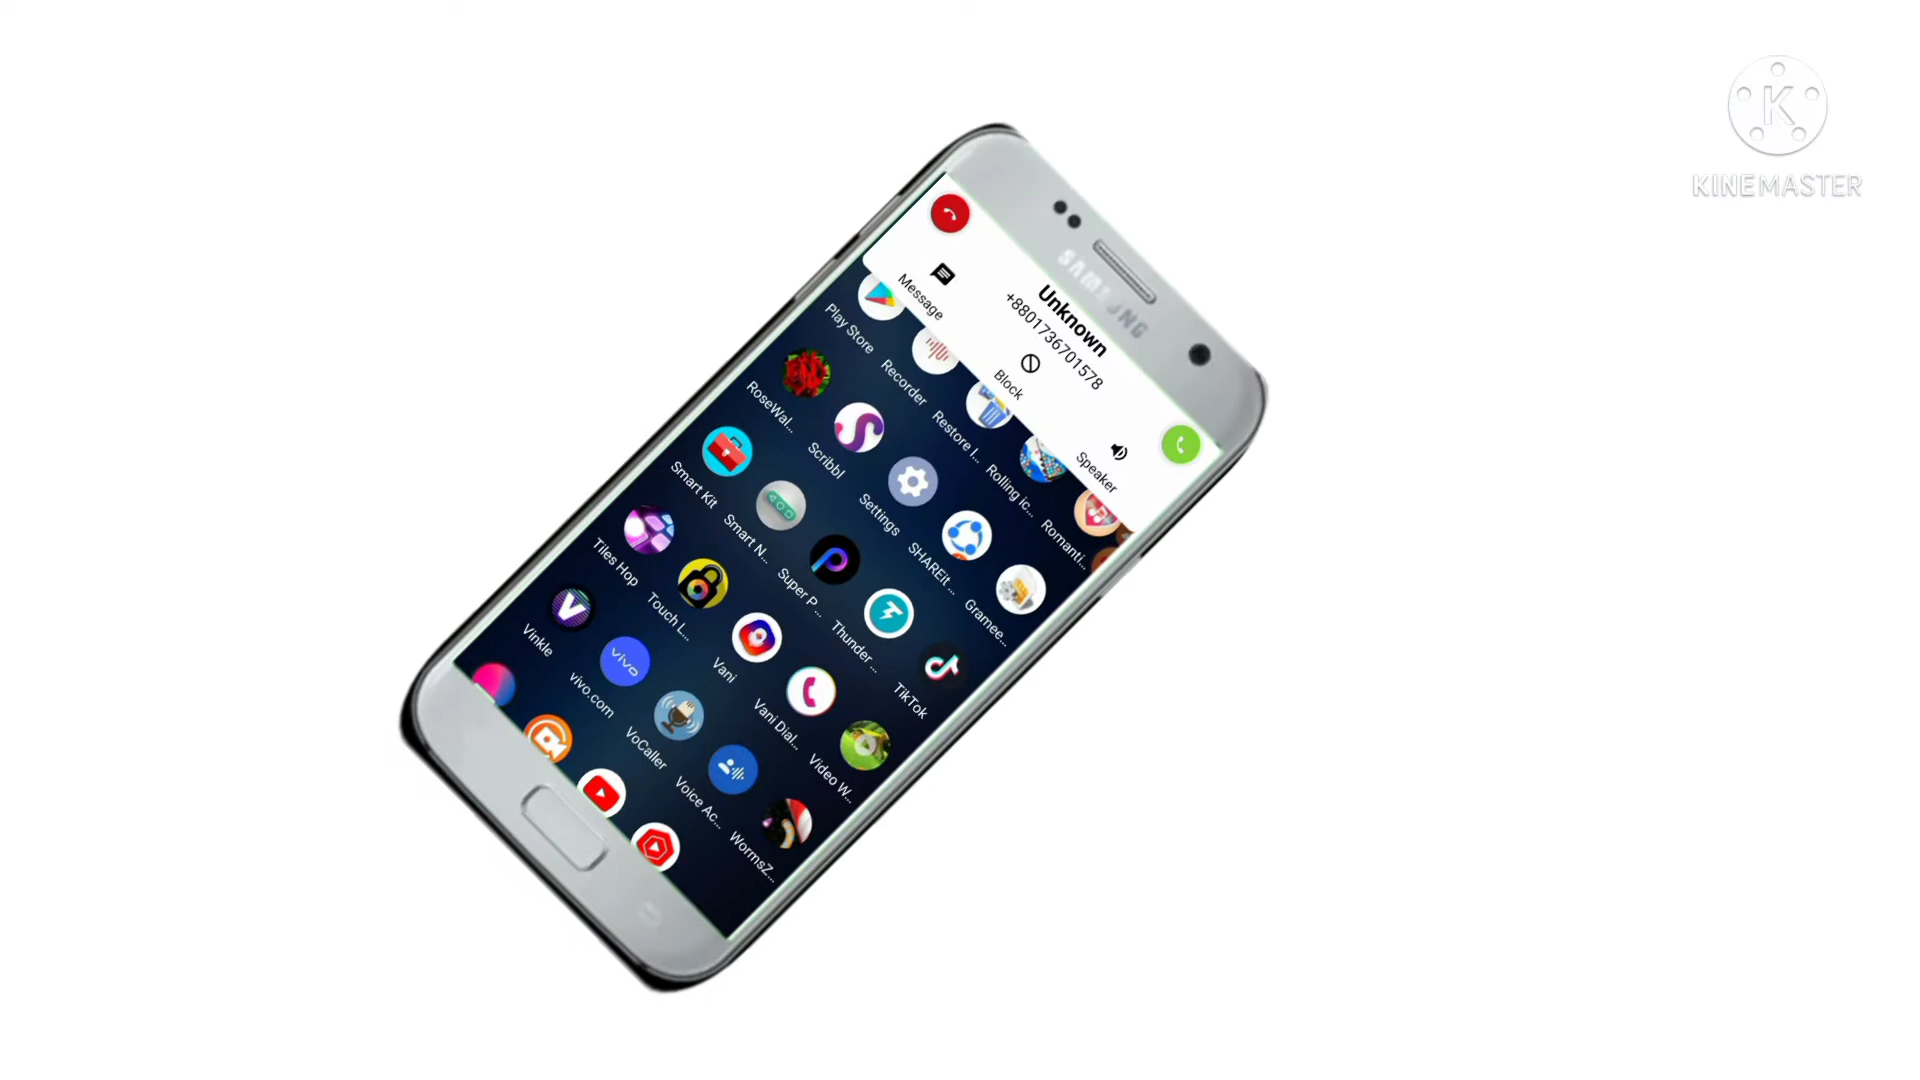 KINEMASTER
SAMSUNG
Unknown
+8801736701578
Message
Block
Speaker
Play Store
Recorder
Restore I...
Rolling ic...
Romanti...
RoseWal...
Scribbl
Settings
SHAREit ...
Gramee...
Smart Kit
Smart N...
Super P...
Thunder ...
TikTok
Tiles Hop
Touch L...
Vani
Vani Dial...
Video W...
Vinkle
vivo
vivo.com
VoCaller
Voice Ac...
WormsZ...